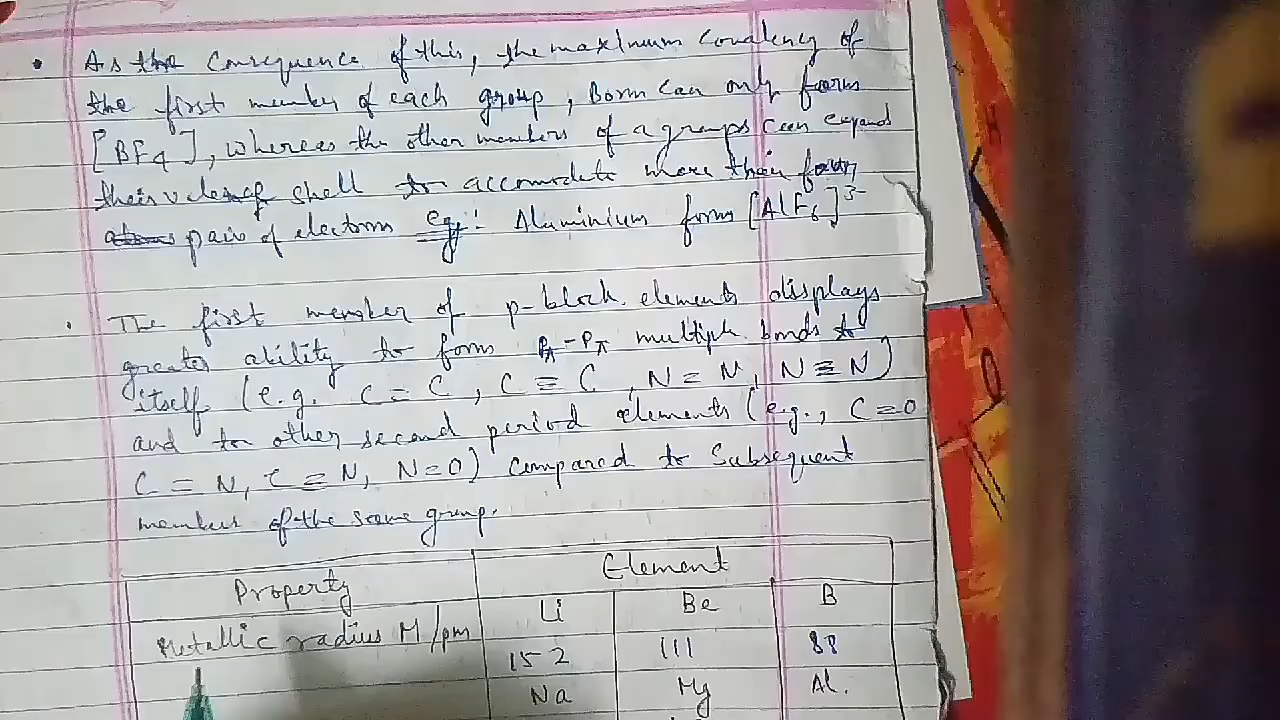 • As the consequence of this, the maximum covalency of
the first member of each group, Boron can only form
[BF4], whereas the other members of a groups can expand
their valency shell to accomodate more than four
pair of electrons eg: Aluminium forms [AlF6]3-
• The first member of p-block elements displays
greater ability to form Pπ-Pπ multiple bonds to
itself (e.g. C = C, C ≡ C, N = N, N ≡ N)
and to other second period elements (e.g., C = O
C = N, C ≡ N, N = O) compared to subsequent
member of the same group.
Property Element
Li Be B
Metallic radius M/pm 152 111 88
Na Mg Al.